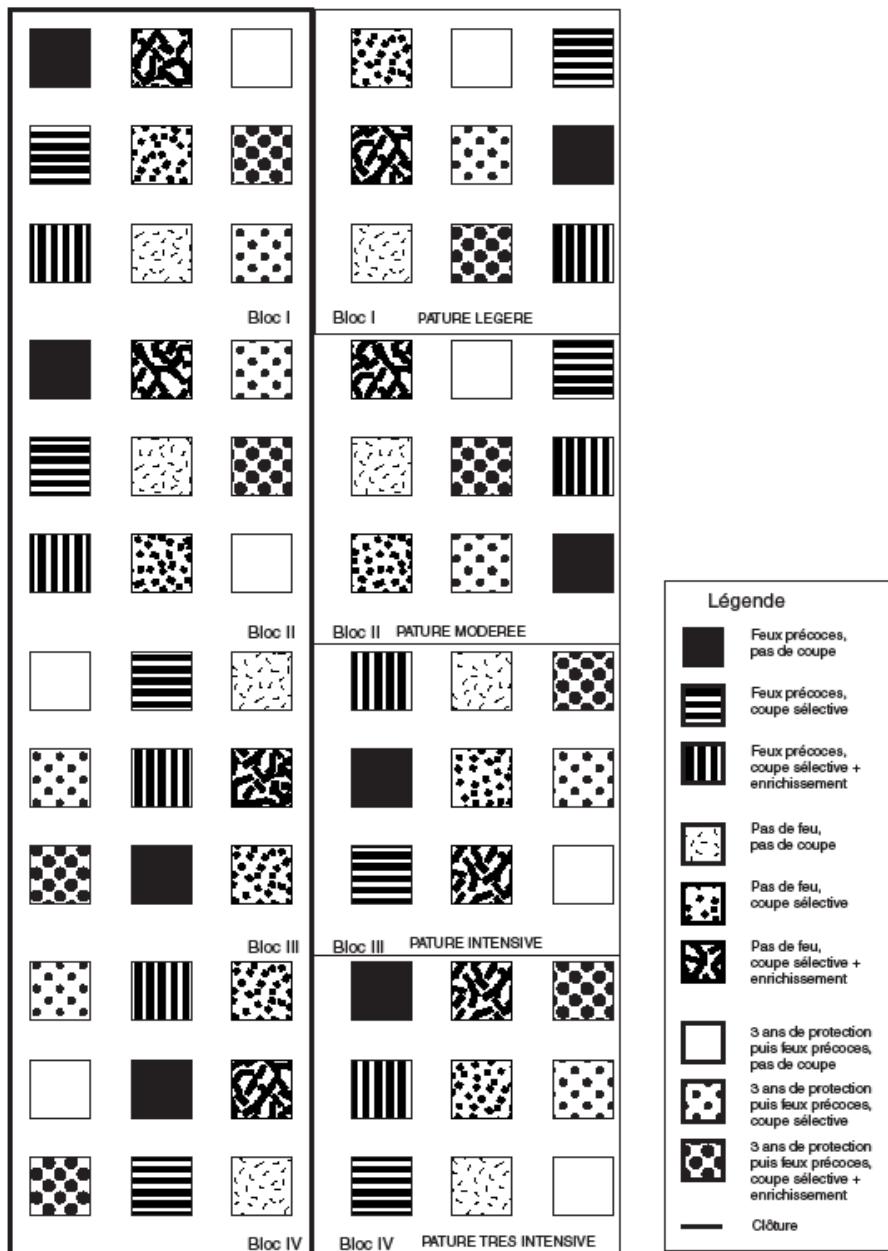 Bloc I
Bloc I PATURE LEGERE
Bloc II
Bloc II PATURE MODEREE
Bloc III
Bloc III PATURE INTENSIVE
Bloc IV
Bloc IV PATURE TRES INTENSIVE
Légende
Feux précoces,
pas de coupe
Feux précoces,
coupe sélective
Feux précoces,
coupe sélective +
enrichissement
Pas de feu,
pas de coupe
Pas de feu,
coupe sélective
Pas de feu,
coupe sélective +
enrichissement
3 ans de protection
puis feux précoces,
pas de coupe
3 ans de protection
puis feux précoces,
coupe sélective
3 ans de protection
puis feux précoces,
coupe sélective +
enrichissement
Clôture